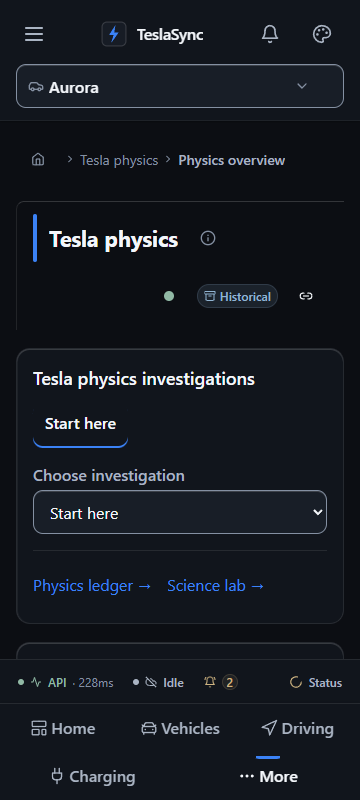 TeslaSync
Aurora
Tesla physics
Physics overview
Tesla physics
Historical
Tesla physics investigations
Start here
Choose investigation
Start here
Physics ledger → Science lab →
API · 228ms Idle 2 Status
Home Vehicles Driving
Charging More